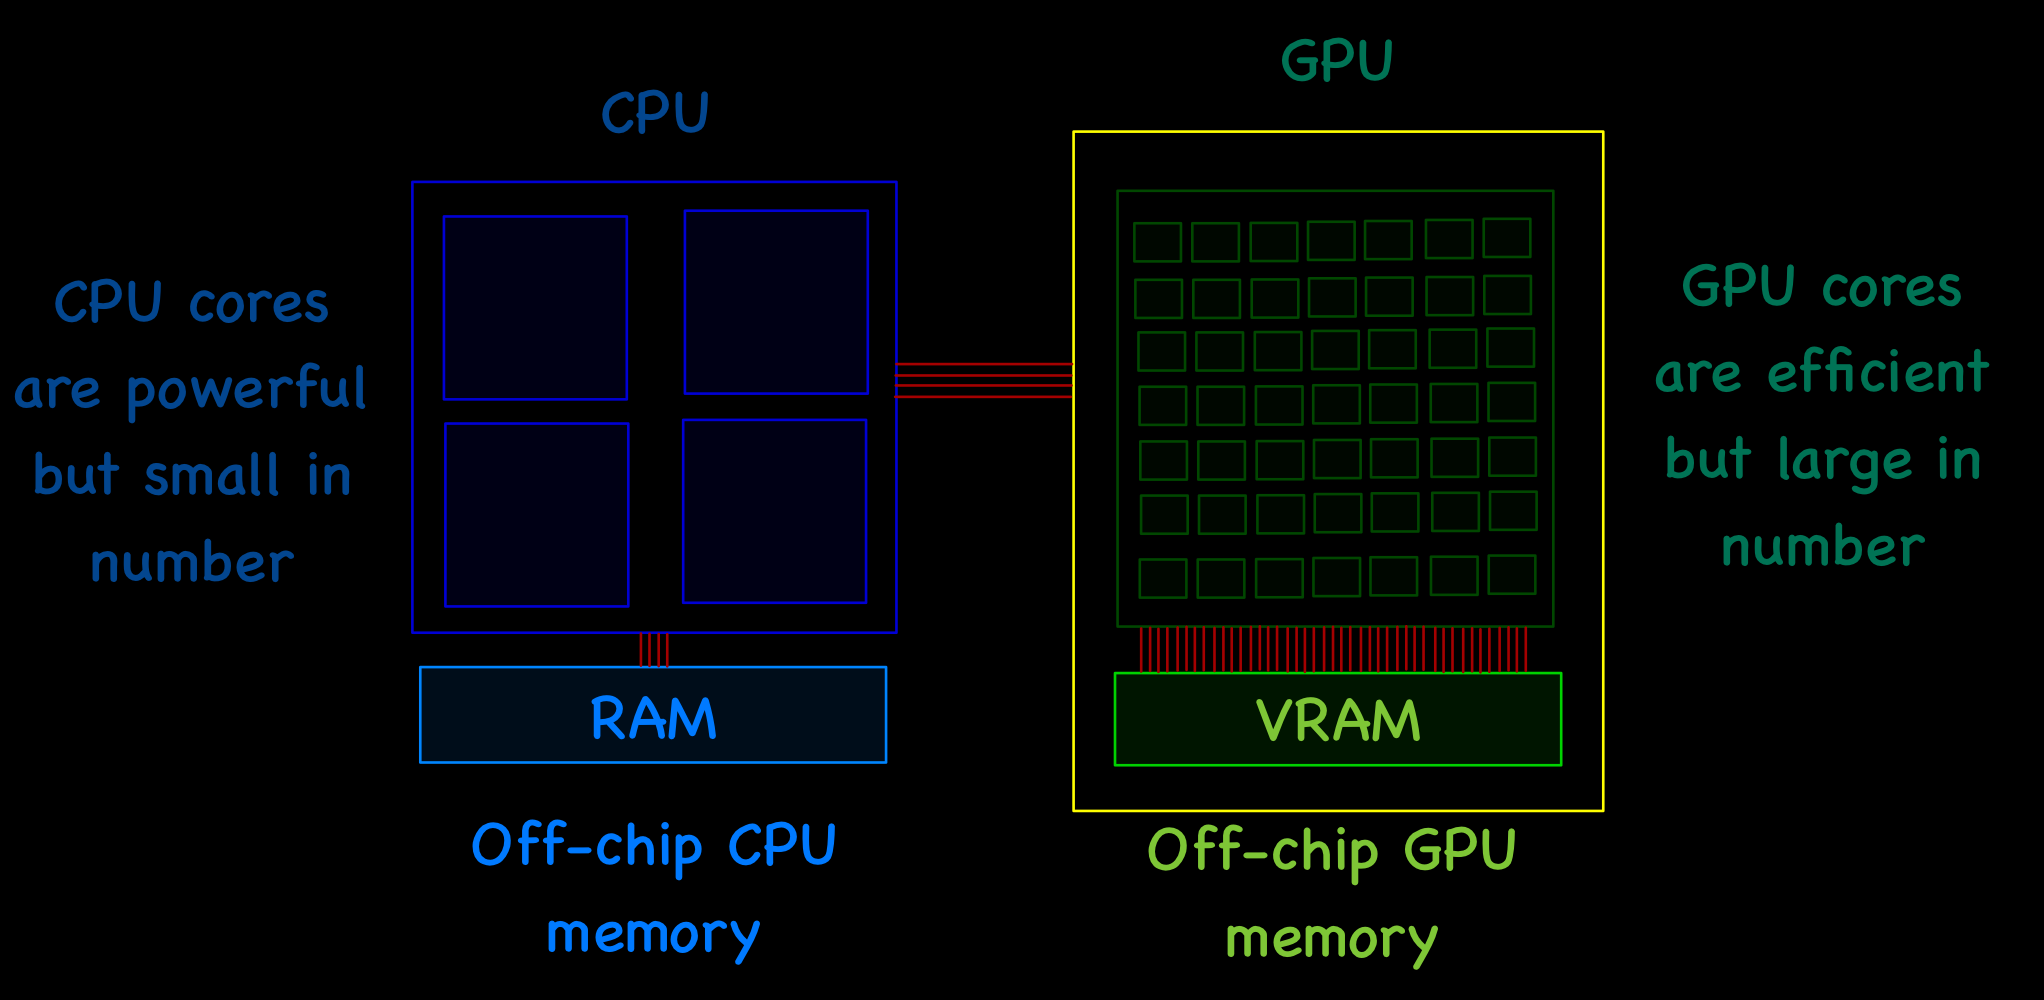 GPU
CPU
CPU cores
are powerful
but small in
number
GPU cores
are efficient
but large in
number
RAM
VRAM
Off-chip CPU
memory
Off-chip GPU
memory